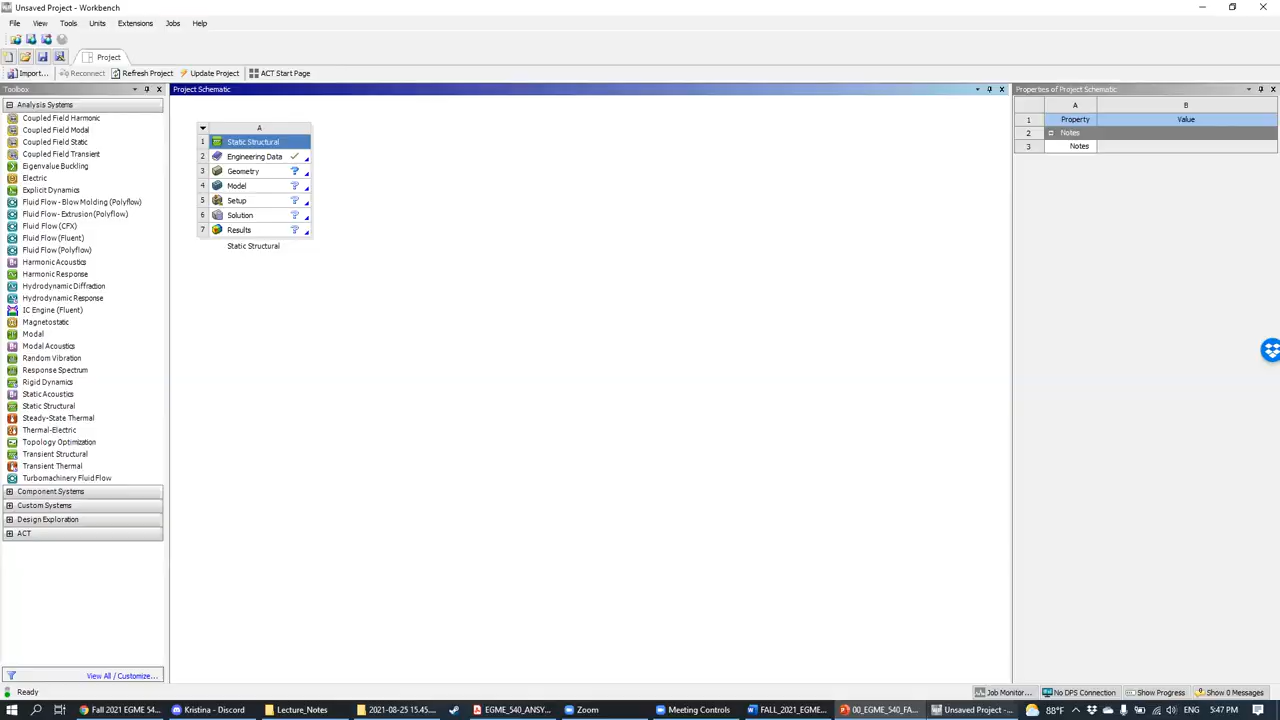 Unsaved Project - Workbench
File View Tools Units Extensions Jobs Help
Project
Import... Reconnect Refresh Project Update Project ACT Start Page
Toolbox
Project Schematic
Properties of Project Schematic
Analysis Systems
Coupled Field Harmonic
Coupled Field Modal
Coupled Field Static
Coupled Field Transient
Eigenvalue Buckling
Electric
Explicit Dynamics
Fluid Flow - Blow Molding (Polyflow)
Fluid Flow - Extrusion (Polyflow)
Fluid Flow (CFX)
Fluid Flow (Fluent)
Fluid Flow (Polyflow)
Harmonic Acoustics
Harmonic Response
Hydrodynamic Diffraction
Hydrodynamic Response
IC Engine (Fluent)
Magnetostatic
Modal
Modal Acoustics
Random Vibration
Response Spectrum
Rigid Dynamics
Static Acoustics
Static Structural
Steady-State Thermal
Thermal-Electric
Topology Optimization
Transient Structural
Transient Thermal
Turbomachinery Fluid Flow
Component Systems
Custom Systems
Design Exploration
ACT
View All / Customize...
A
1 Static Structural
2 Engineering Data
3 Geometry ?
4 Model ?
5 Setup ?
6 Solution ?
7 Results ?
Static Structural
A B
1 Property Value
2 Notes
3 Notes
Ready
Job Monitor... No DPS Connection Show Progress Show 0 Messages
Fall 2021 EGME 54... Kristina - Discord Lecture_Notes 2021-08-25 15.45.... EGME_540_ANSY... Zoom Meeting Controls FALL_2021_EGME... 00_EGME_540_FA... Unsaved Project -... 88°F ENG 5:47 PM